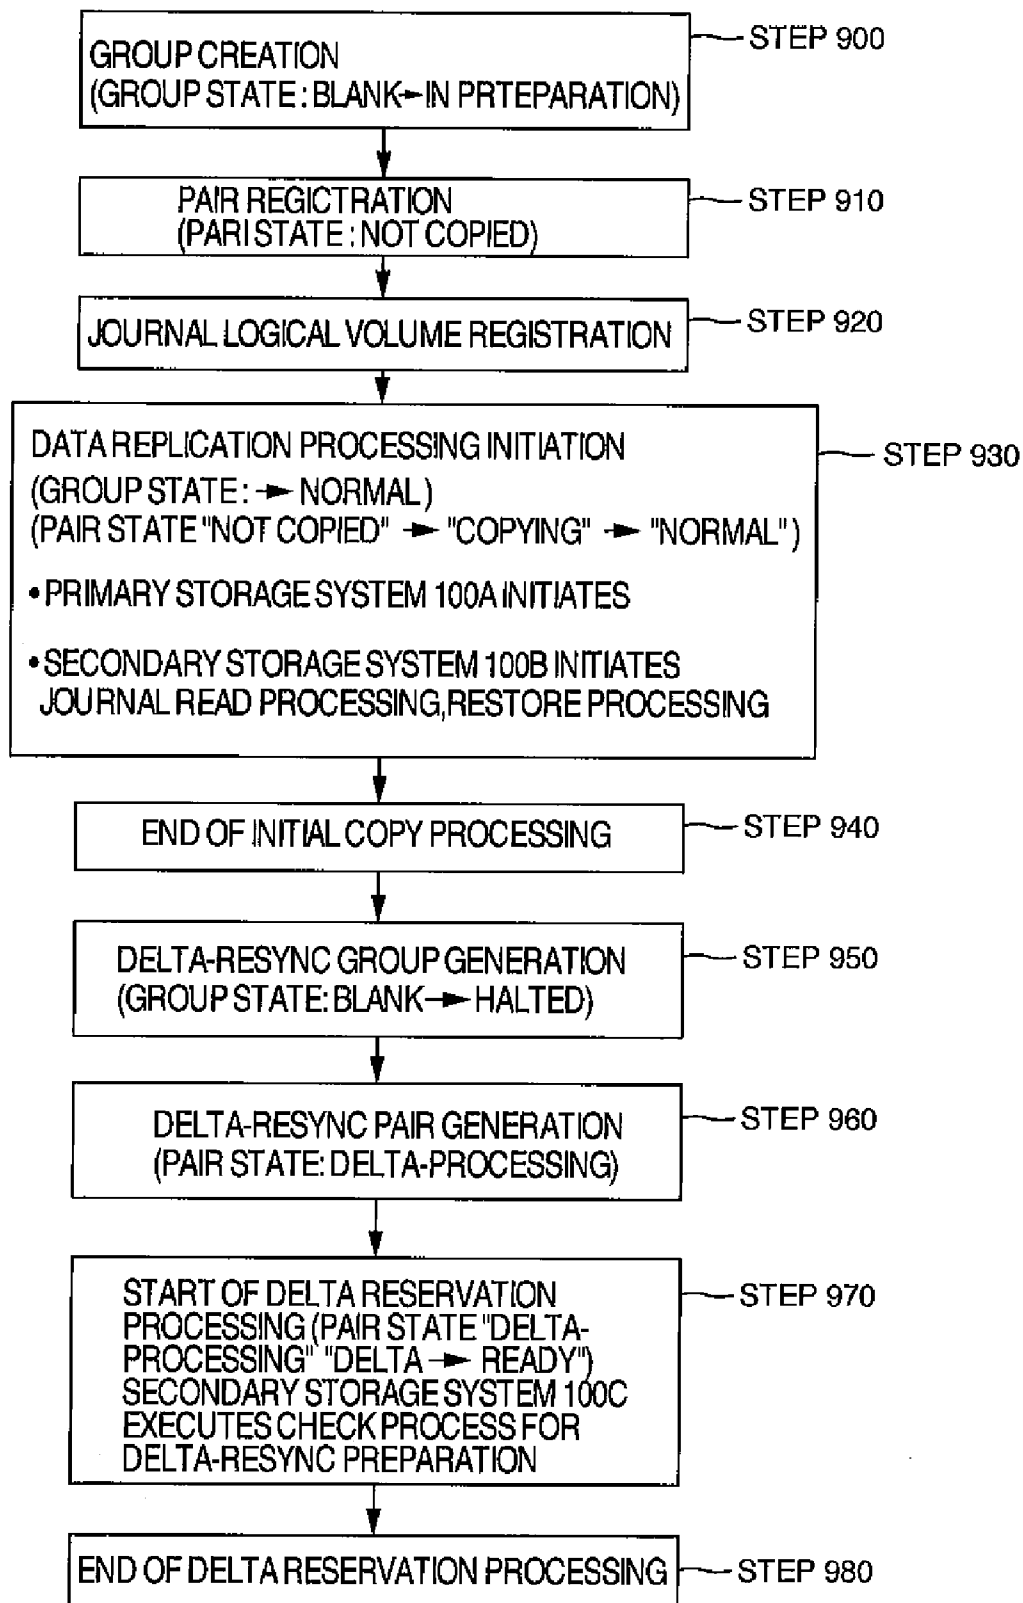 GROUP CREATION
(GROUP STATE : BLANK→IN PRTEPARATION)
STEP 900
PAIR REGICTRATION
(PARI STATE : NOT COPIED)
STEP 910
JOURNAL LOGICAL VOLUME REGISTRATION
STEP 920
DATA REPLICATION PROCESSING INITIATION
(GROUP STATE : → NORMAL)
(PAIR STATE "NOT COPIED" → "COPYING" → "NORMAL")
• PRIMARY STORAGE SYSTEM 100A INITIATES
• SECONDARY STORAGE SYSTEM 100B INITIATES
JOURNAL READ PROCESSING,RESTORE PROCESSING
STEP 930
END OF INITIAL COPY PROCESSING
STEP 940
DELTA-RESYNC GROUP GENERATION
(GROUP STATE: BLANK → HALTED)
STEP 950
DELTA-RESYNC PAIR GENERATION
(PAIR STATE: DELTA-PROCESSING)
STEP 960
START OF DELTA RESERVATION
PROCESSING (PAIR STATE "DELTA-
PROCESSING" "DELTA → READY")
SECONDARY STORAGE SYSTEM 100C
EXECUTES CHECK PROCESS FOR
DELTA-RESYNC PREPARATION
STEP 970
END OF DELTA RESERVATION PROCESSING
STEP 980